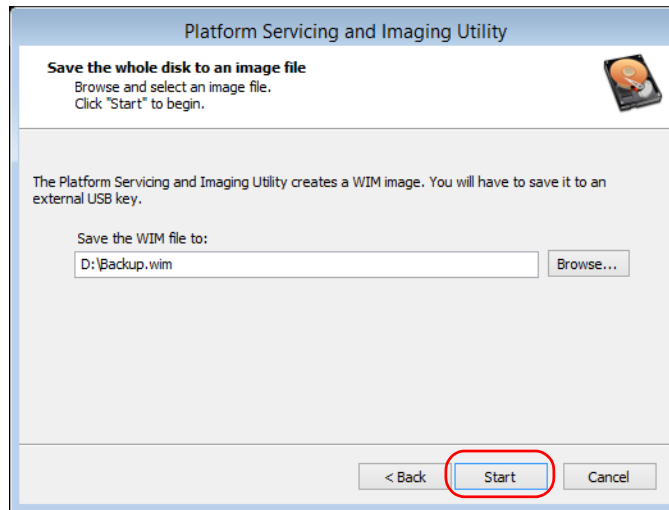 Platform Servicing and Imaging Utility
Save the whole disk to an image file
Browse and select an image file.
Click "Start" to begin.
The Platform Servicing and Imaging Utility creates a WIM image. You will have to save it to an
external USB key.
Save the WIM file to:
D:\Backup.wim
Browse...
< Back
Start
Cancel